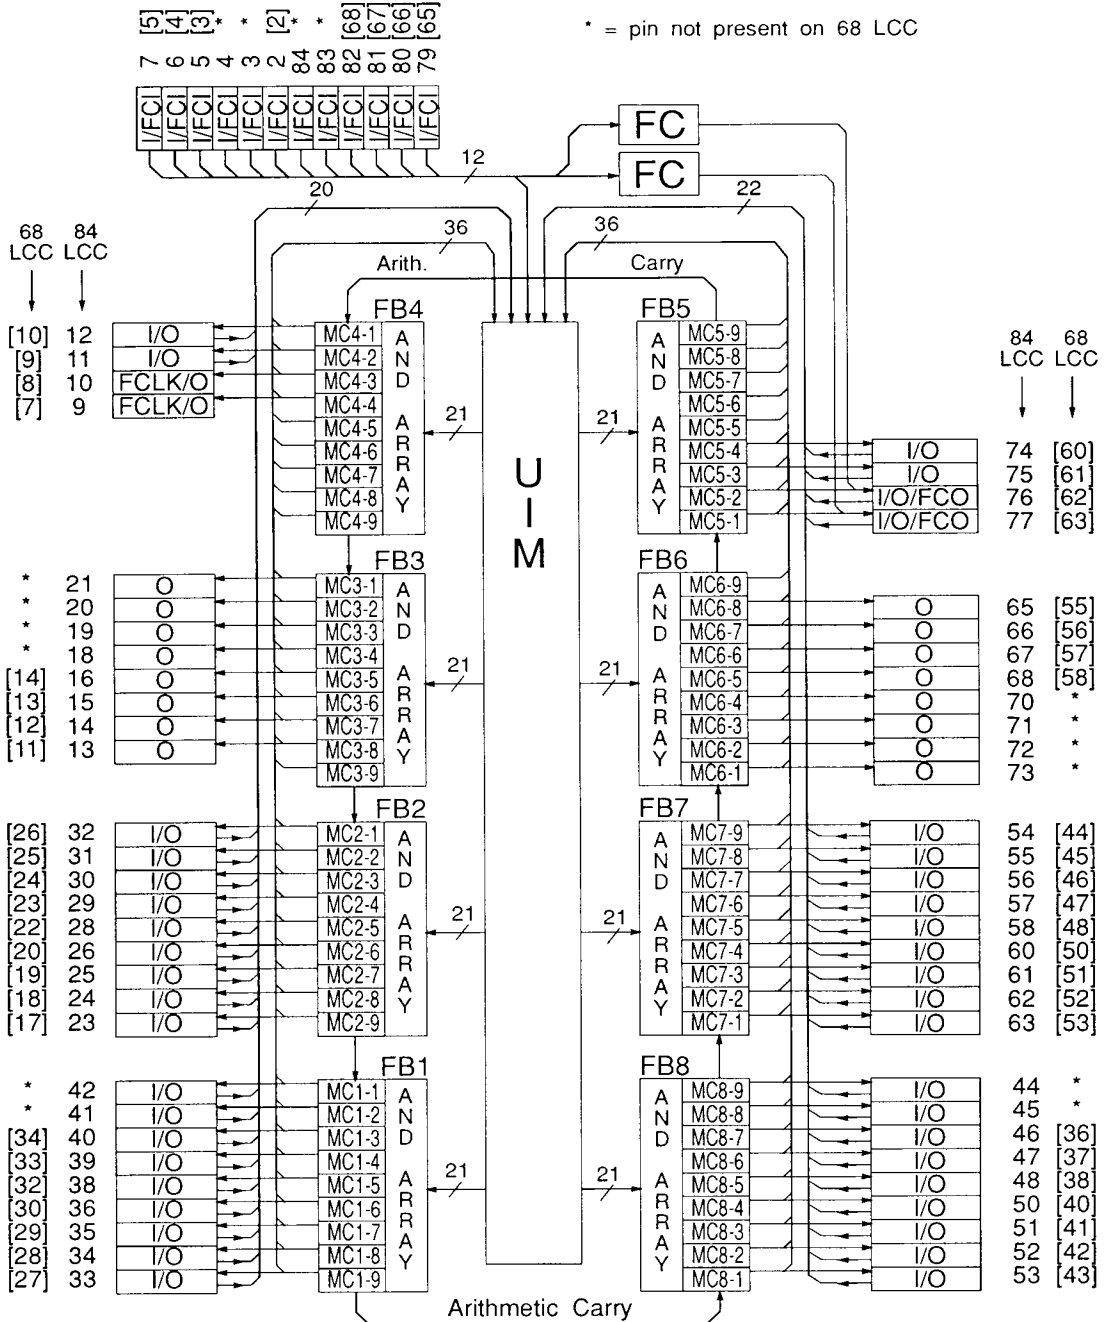 * = pin not present on 68 LCC
7 [5]
6 [4]
5 [3]
4 *
3 *
2 [2]
84 *
83 *
82 [68]
81 [67]
80 [66]
79 [65]
I/FCI I/FCI I/FCI I/FCI I/FCI I/FCI I/FCI I/FCI I/FCI I/FCI I/FCI I/FCI
FC
FC
12
20
22
36
36
Arith. Carry
68 LCC
84 LCC
84 LCC
68 LCC
UIM
FB4
AND ARRAY
21
[10] 12 I/O MC4-1
[9] 11 I/O MC4-2
[8] 10 FCLK/O MC4-3
[7] 9 FCLK/O MC4-4
MC4-5
MC4-6
MC4-7
MC4-8
MC4-9
FB5
AND ARRAY
21
MC5-9
MC5-8
MC5-7
MC5-6
MC5-5
MC5-4 I/O 74 [60]
MC5-3 I/O 75 [61]
MC5-2 I/O/FCO 76 [62]
MC5-1 I/O/FCO 77 [63]
FB3
AND ARRAY
21
* 21 O MC3-1
* 20 O MC3-2
* 19 O MC3-3
* 18 O MC3-4
[14] 16 O MC3-5
[13] 15 O MC3-6
[12] 14 O MC3-7
[11] 13 O MC3-8
MC3-9
FB6
AND ARRAY
21
MC6-9
MC6-8 O 65 [55]
MC6-7 O 66 [56]
MC6-6 O 67 [57]
MC6-5 O 68 [58]
MC6-4 O 70 *
MC6-3 O 71 *
MC6-2 O 72 *
MC6-1 O 73 *
FB2
AND ARRAY
21
[26] 32 I/O MC2-1
[25] 31 I/O MC2-2
[24] 30 I/O MC2-3
[23] 29 I/O MC2-4
[22] 28 I/O MC2-5
[20] 26 I/O MC2-6
[19] 25 I/O MC2-7
[18] 24 I/O MC2-8
[17] 23 I/O MC2-9
FB7
AND ARRAY
21
MC7-9 I/O 54 [44]
MC7-8 I/O 55 [45]
MC7-7 I/O 56 [46]
MC7-6 I/O 57 [47]
MC7-5 I/O 58 [48]
MC7-4 I/O 60 [50]
MC7-3 I/O 61 [51]
MC7-2 I/O 62 [52]
MC7-1 I/O 63 [53]
FB1
AND ARRAY
21
* 42 I/O MC1-1
* 41 I/O MC1-2
[34] 40 I/O MC1-3
[33] 39 I/O MC1-4
[32] 38 I/O MC1-5
[30] 36 I/O MC1-6
[29] 35 I/O MC1-7
[28] 34 I/O MC1-8
[27] 33 I/O MC1-9
FB8
AND ARRAY
21
MC8-9 I/O 44 *
MC8-8 I/O 45 *
MC8-7 I/O 46 [36]
MC8-6 I/O 47 [37]
MC8-5 I/O 48 [38]
MC8-4 I/O 50 [40]
MC8-3 I/O 51 [41]
MC8-2 I/O 52 [42]
MC8-1 I/O 53 [43]
Arithmetic Carry